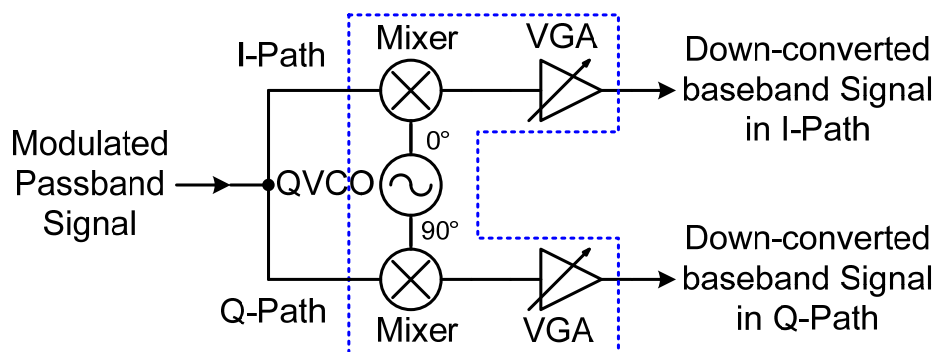 Mixer
VGA
I-Path
Down-converted
baseband Signal
in I-Path
0°
Modulated
Passband
Signal
QVCO
90°
Down-converted
baseband Signal
in Q-Path
Q-Path
Mixer
VGA